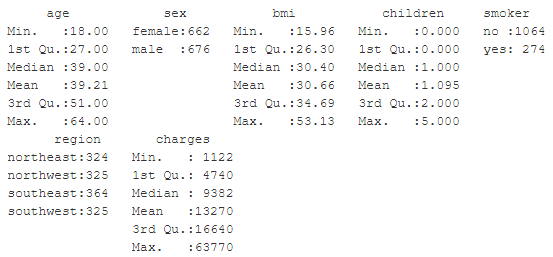 age sex bmi children smoker
Min. :18.00 female:662 Min. :15.96 Min. :0.000 no :1064
1st Qu.:27.00 male :676 1st Qu.:26.30 1st Qu.:0.000 yes: 274
Median :39.00 Median :30.40 Median :1.000
Mean :39.21 Mean :30.66 Mean :1.095
3rd Qu.:51.00 3rd Qu.:34.69 3rd Qu.:2.000
Max. :64.00 Max. :53.13 Max. :5.000
region charges
northeast:324 Min. : 1122
northwest:325 1st Qu.: 4740
southeast:364 Median : 9382
southwest:325 Mean :13270
3rd Qu.:16640
Max. :63770